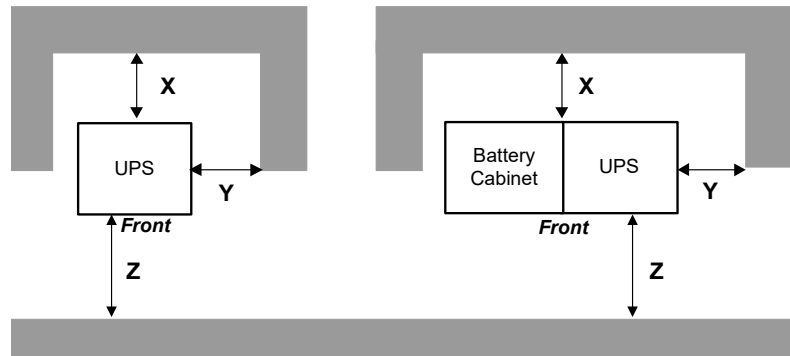 X
UPS
Y
Front
Z
X
Battery
Cabinet
UPS
Y
Front
Z